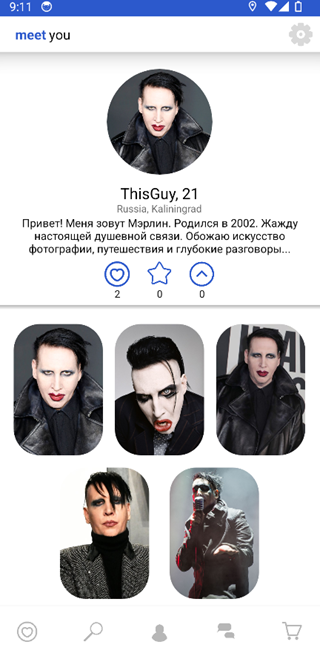 9:11
meet you
ThisGuy, 21
Russia, Kaliningrad
Привет! Меня зовут Мэрлин. Родился в 2002. Жажду
настоящей душевной связи. Обожаю искусство
фотографии, путешествия и глубокие разговоры...
2 0 0